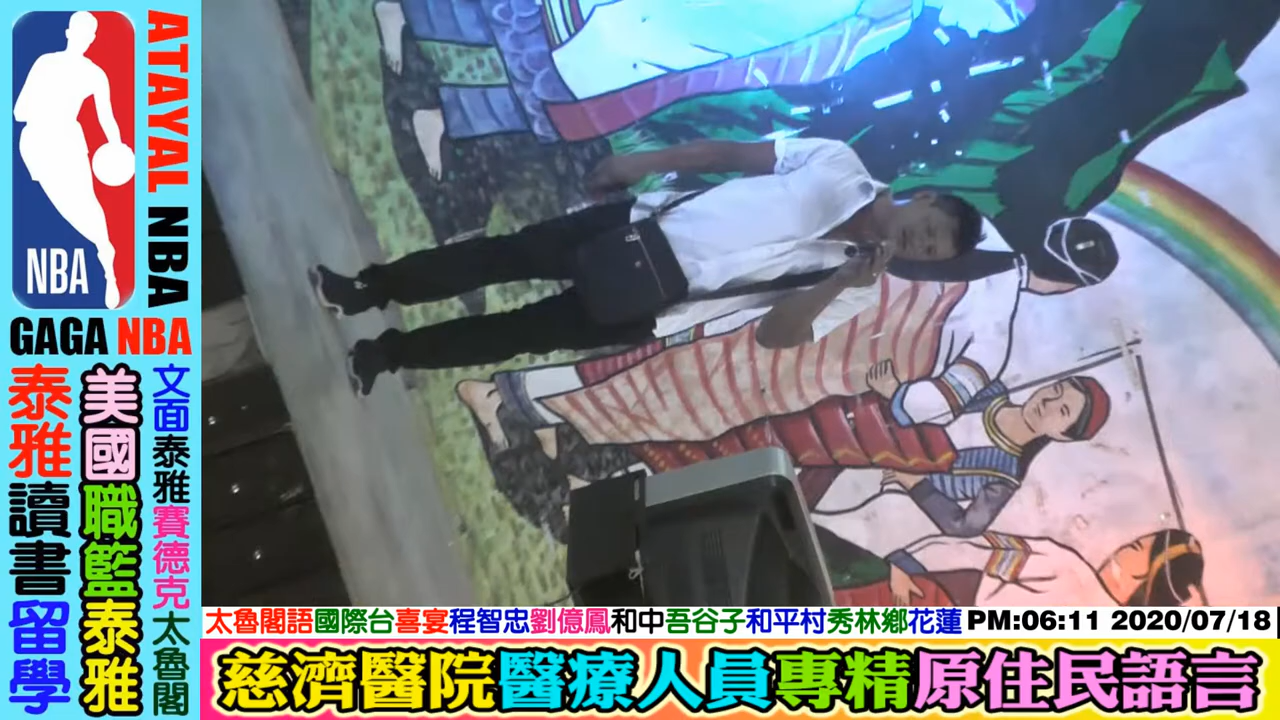 NBA
ATAYAL NBA
GAGA NBA
泰雅讀書留學
美國職籃泰雅
文面泰雅賽德克太魯閣
太魯閣語國際台喜宴程智忠劉億鳳和中吾谷子和平村秀林鄉花蓮 PM:06:11 2020/07/18
慈濟醫院醫療人員專精原住民語言